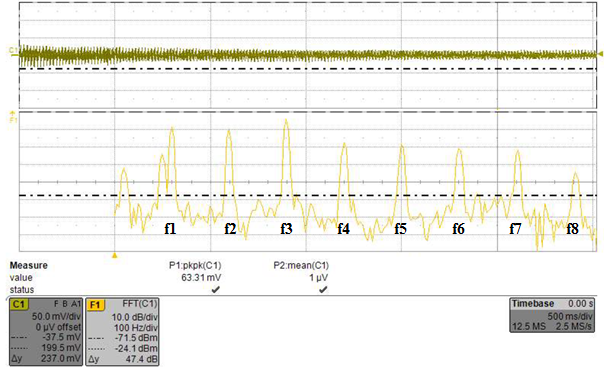 C1
F1
f1 f2 f3 f4 f5 f6 f7 f8
Measure P1:pkpk(C1) P2:mean(C1)
value 63.31 mV 1 µV
status ✔ ✔
C1 F B A1 F1 FFT(C1) Timebase 0.00 s
50.0 mV/div 10.0 dB/div 500 ms/div
0 µV offset 100 Hz/div 12.5 MS 2.5 MS/s
-37.5 mV -71.5 dBm
199.5 mV -24.1 dBm
Δy 237.0 mV Δy 47.4 dB